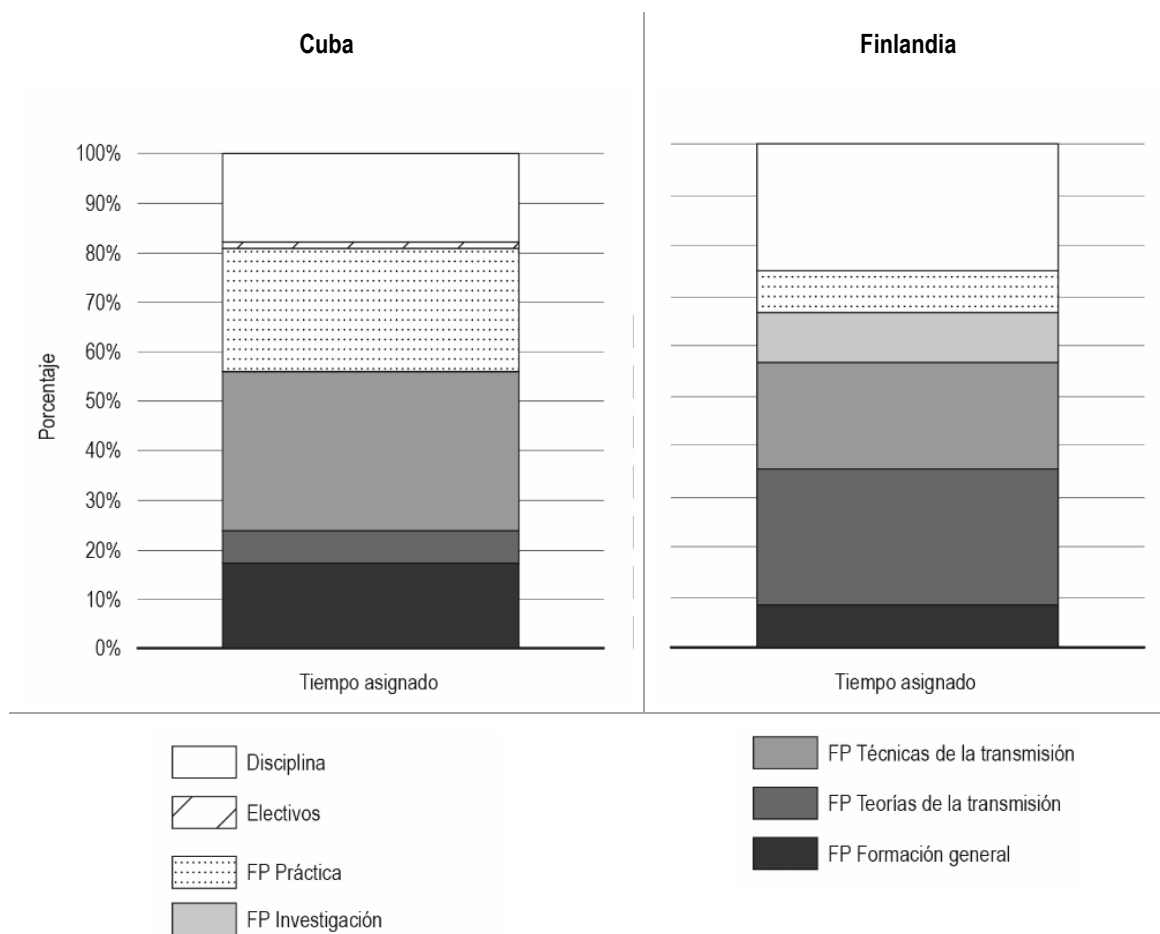 Cuba
Finlandia
100%
90%
80%
70%
60%
50%
40%
30%
20%
10%
0%
Porcentaje
Tiempo asignado
Tiempo asignado
Disciplina
Electivos
FP Práctica
FP Investigación
FP Técnicas de la transmisión
FP Teorías de la transmisión
FP Formación general